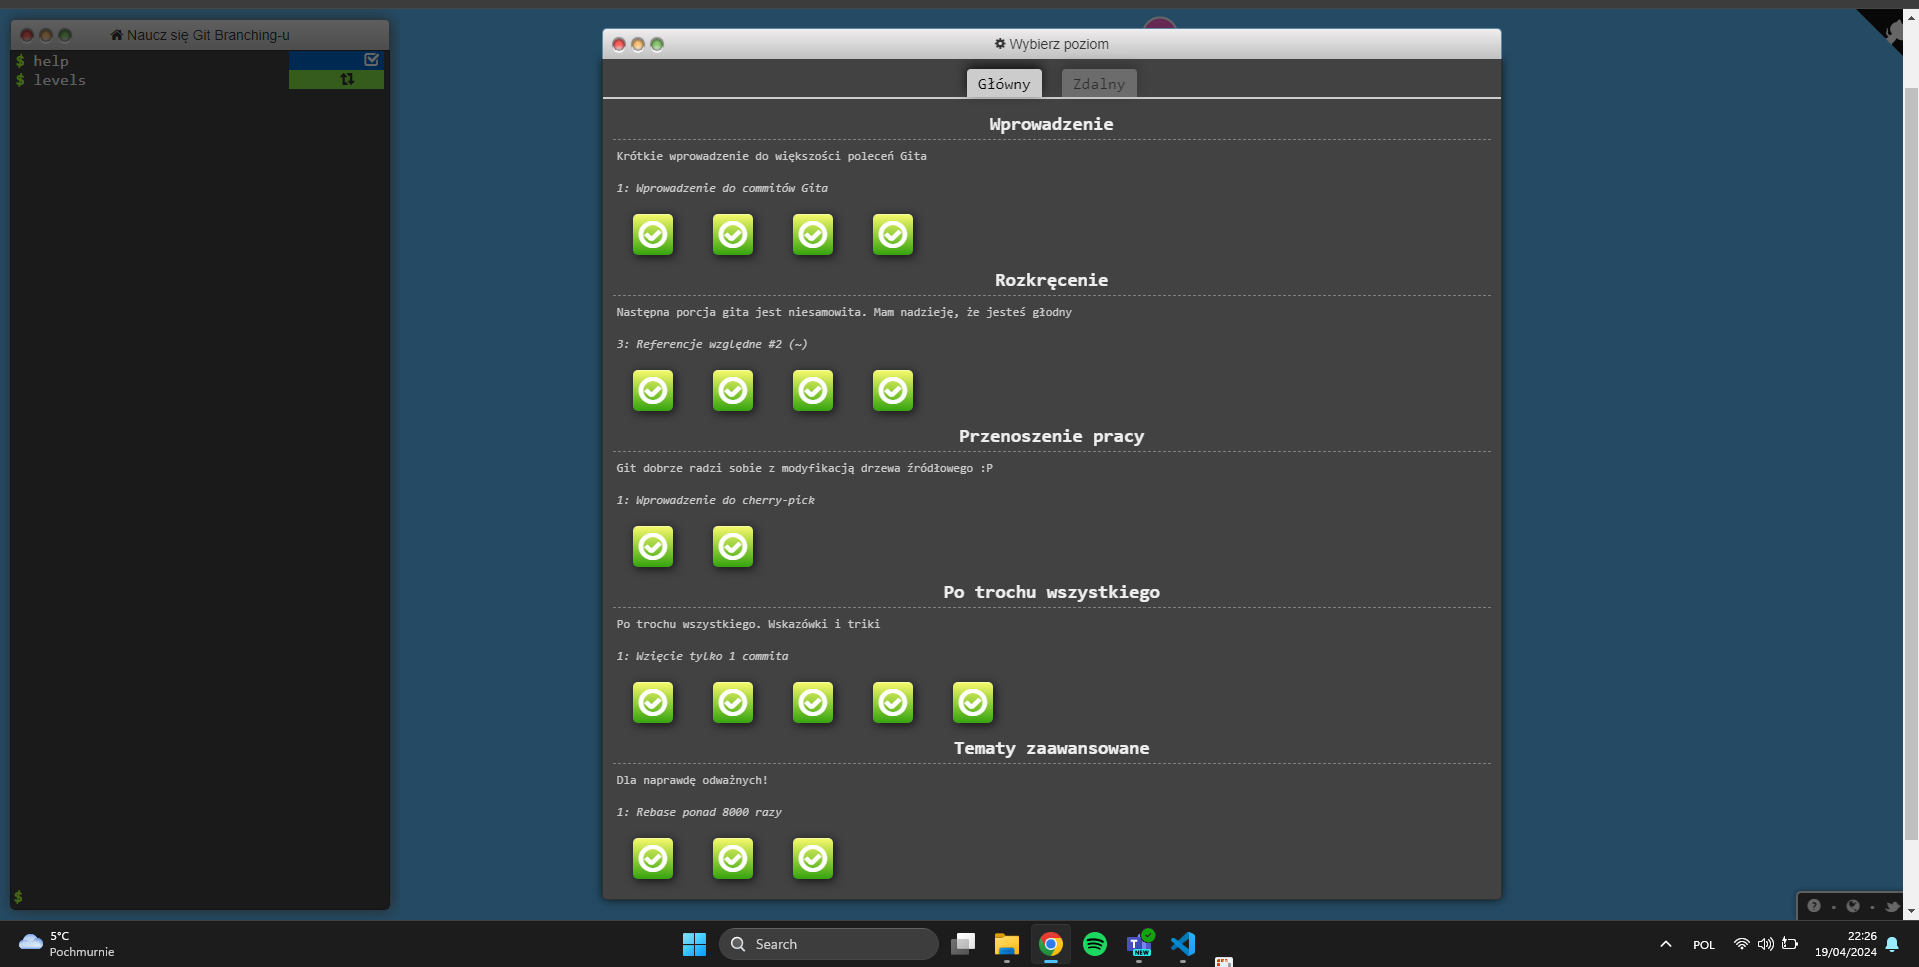 Naucz się Git Branching-u
$ help
$ levels
$
Wybierz poziom
Główny
Zdalny
Wprowadzenie
Krótkie wprowadzenie do większości poleceń Gita
1: Wprowadzenie do commitów Gita
Rozkręcenie
Następna porcja gita jest niesamowita. Mam nadzieję, że jesteś głodny
3: Referencje względne #2 (~)
Przenoszenie pracy
Git dobrze radzi sobie z modyfikacją drzewa źródłowego :P
1: Wprowadzenie do cherry-pick
Po trochu wszystkiego
Po trochu wszystkiego. Wskazówki i triki
1: Wzięcie tylko 1 commita
Tematy zaawansowane
Dla naprawdę odważnych!
1: Rebase ponad 8000 razy
5°C
Pochmurnie
Search
NEW
POL
22:26
19/04/2024